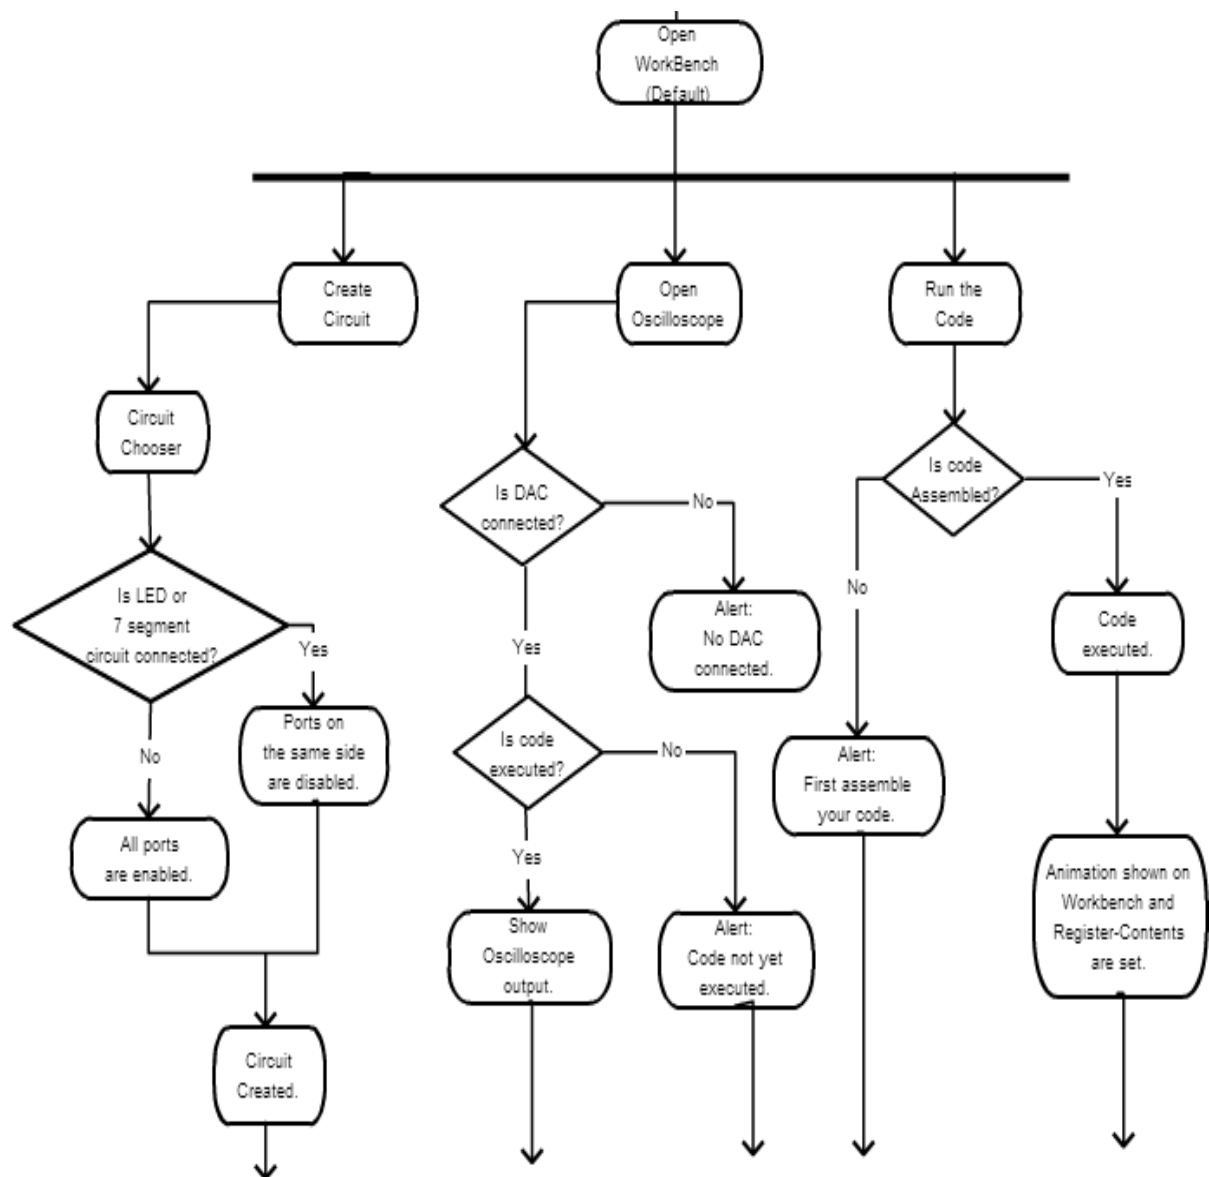 Open
WorkBench
(Default)
Create
Circuit
Open
Oscilloscope
Run the
Code
Circuit
Chooser
Is code
Assembled?
Yes
Is DAC
connected?
No
No
Is LED or
7 segment
circuit connected?
Yes
Alert:
No DAC
connected.
Code
executed.
Yes
No
Ports on
the same side
are disabled.
Is code
executed?
No
Alert:
First assemble
your code.
All ports
are enabled.
Yes
Animation shown on
Workbench and
Register-Contents
are set.
Show
Oscilloscope
output.
Alert:
Code not yet
executed.
Circuit
Created.